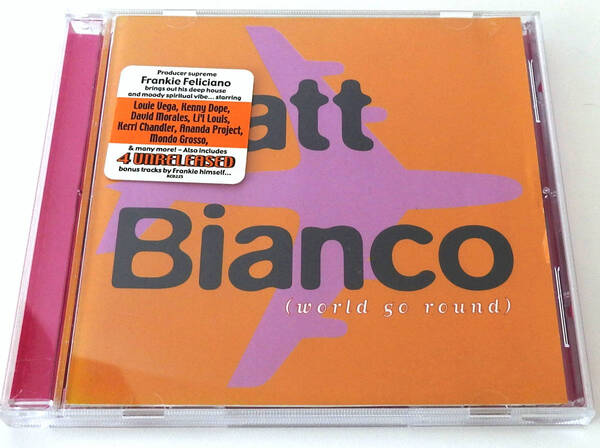 Producer supreme
Frankie Feliciano
brings out his deep house
and moody spiritual vibe... starring
Louie Vega, Kenny Dope,
David Morales, Li'l Louis,
Kerri Chandler, Ananda Project,
Mondo Grosso,
& many more! - Also Includes
4 UNRELEASED
bonus tracks by Frankie himself...
att
Bianco
(world go round)